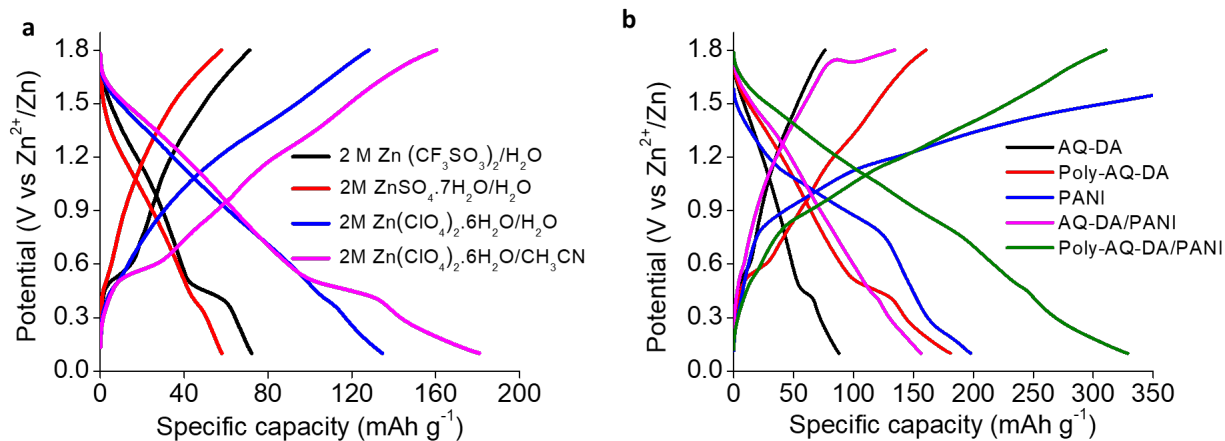 a
Potential (V vs Zn²⁺/Zn)
1.8
1.5
1.2
0.9
0.6
0.3
0.0
2 M Zn (CF₃SO₃)₂/H₂O
2M ZnSO₄.7H₂O/H₂O
2M Zn(ClO₄)₂.6H₂O/H₂O
2M Zn(ClO₄)₂.6H₂O/CH₃CN
0 40 80 120 160 200
Specific capacity (mAh g⁻¹)
b
Potential (V vs Zn²⁺/Zn)
1.8
1.5
1.2
0.9
0.6
0.3
0.0
AQ-DA
Poly-AQ-DA
PANI
AQ-DA/PANI
Poly-AQ-DA/PANI
0 50 100 150 200 250 300 350
Specific capacity (mAh g⁻¹)